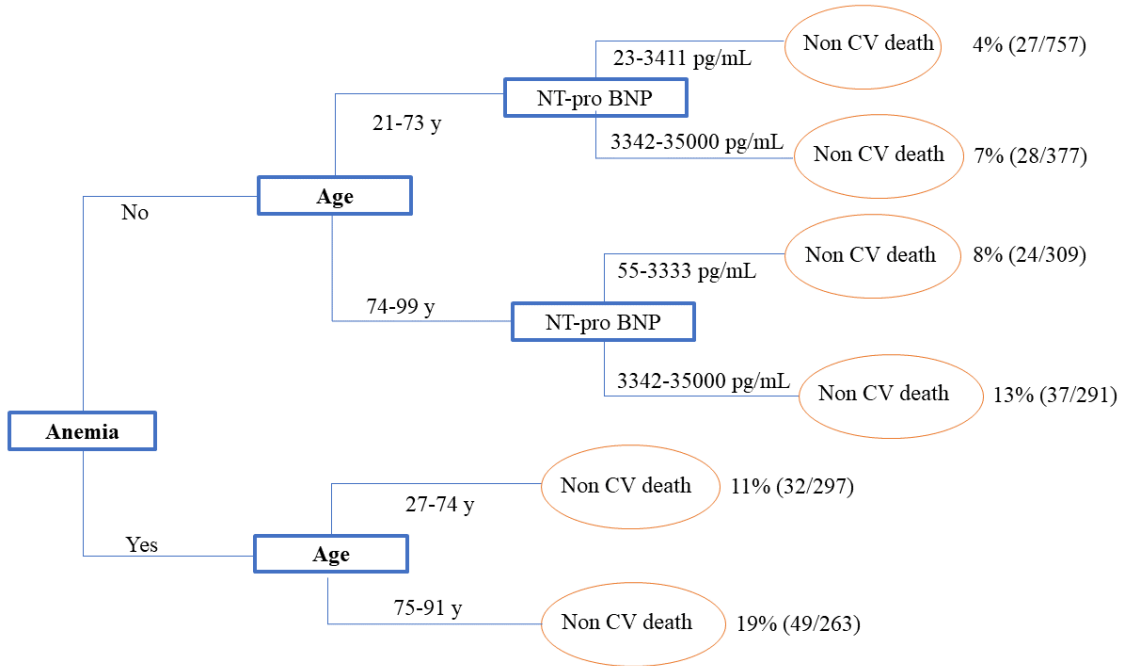 Non CV death 4% (27/757)
23-3411 pg/mL
NT-pro BNP
21-73 y
3342-35000 pg/mL
Non CV death 7% (28/377)
Age
No
Non CV death 8% (24/309)
55-3333 pg/mL
74-99 y
NT-pro BNP
3342-35000 pg/mL
Non CV death 13% (37/291)
Anemia
Non CV death 11% (32/297)
27-74 y
Yes
Age
75-91 y
Non CV death 19% (49/263)